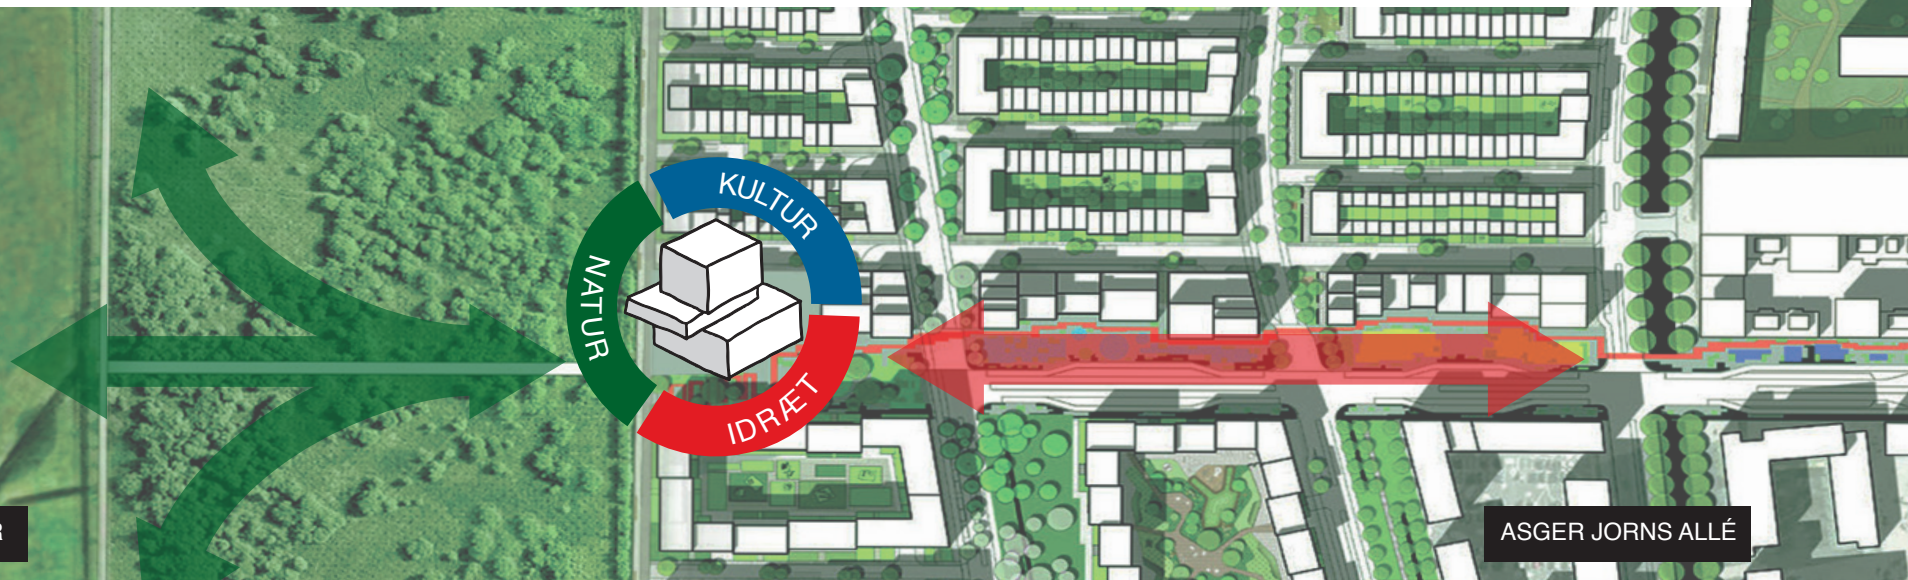 KULTUR
NATUR
IDRÆT
R
ASGER JORNS ALLÉ